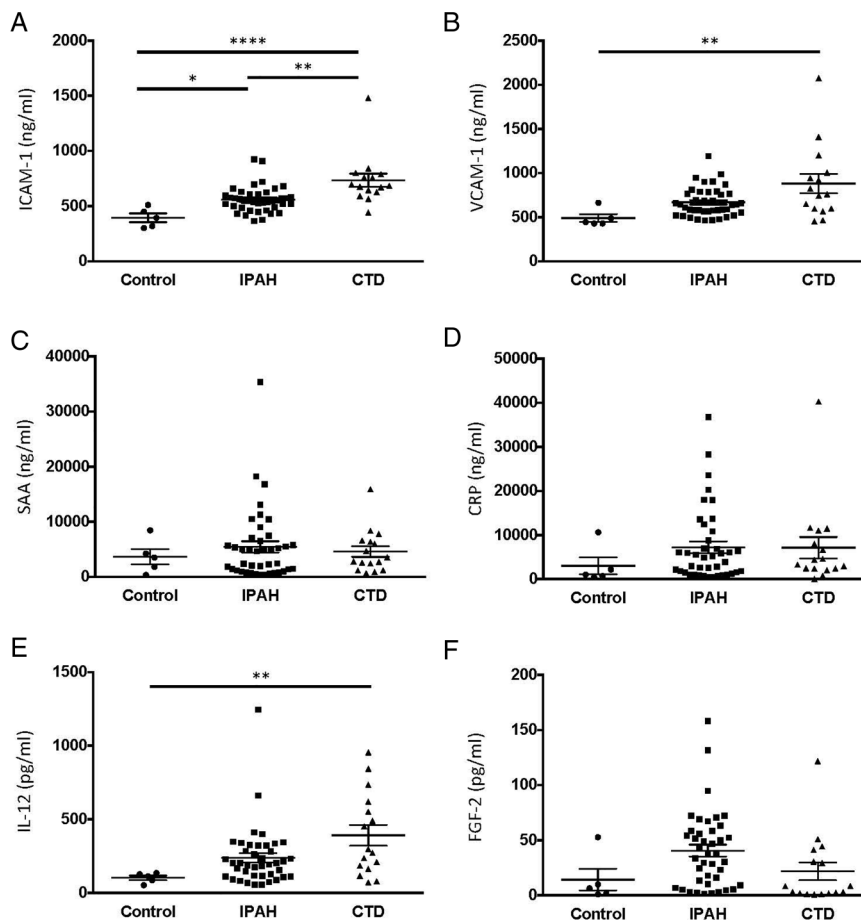 A
****
*
**
2000
1500
1000
500
0
ICAM-1 (ng/ml)
Control IPAH CTD
B
**
2500
2000
1500
1000
500
0
VCAM-1 (ng/ml)
Control IPAH CTD
C
40000
30000
20000
10000
0
SAA (ng/ml)
Control IPAH CTD
D
50000
40000
30000
20000
10000
0
CRP (ng/ml)
Control IPAH CTD
E
**
1500
1000
500
0
IL-12 (pg/ml)
Control IPAH CTD
F
200
150
100
50
0
FGF-2 (pg/ml)
Control IPAH CTD